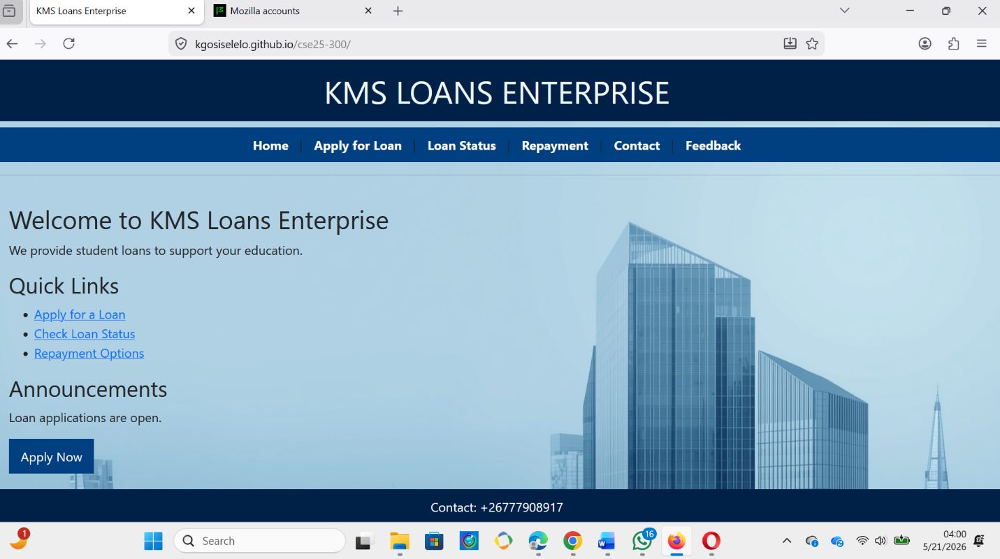 KMS Loans Enterprise
Mozilla accounts
kgosiselelo.github.io/cse25-300/
KMS LOANS ENTERPRISE
Home | Apply for Loan | Loan Status | Repayment | Contact | Feedback
Welcome to KMS Loans Enterprise
We provide student loans to support your education.
Quick Links
Apply for a Loan
Check Loan Status
Repayment Options
Announcements
Loan applications are open.
Apply Now
Contact: +26777908917
1
Search
16
04:00
5/21/2026